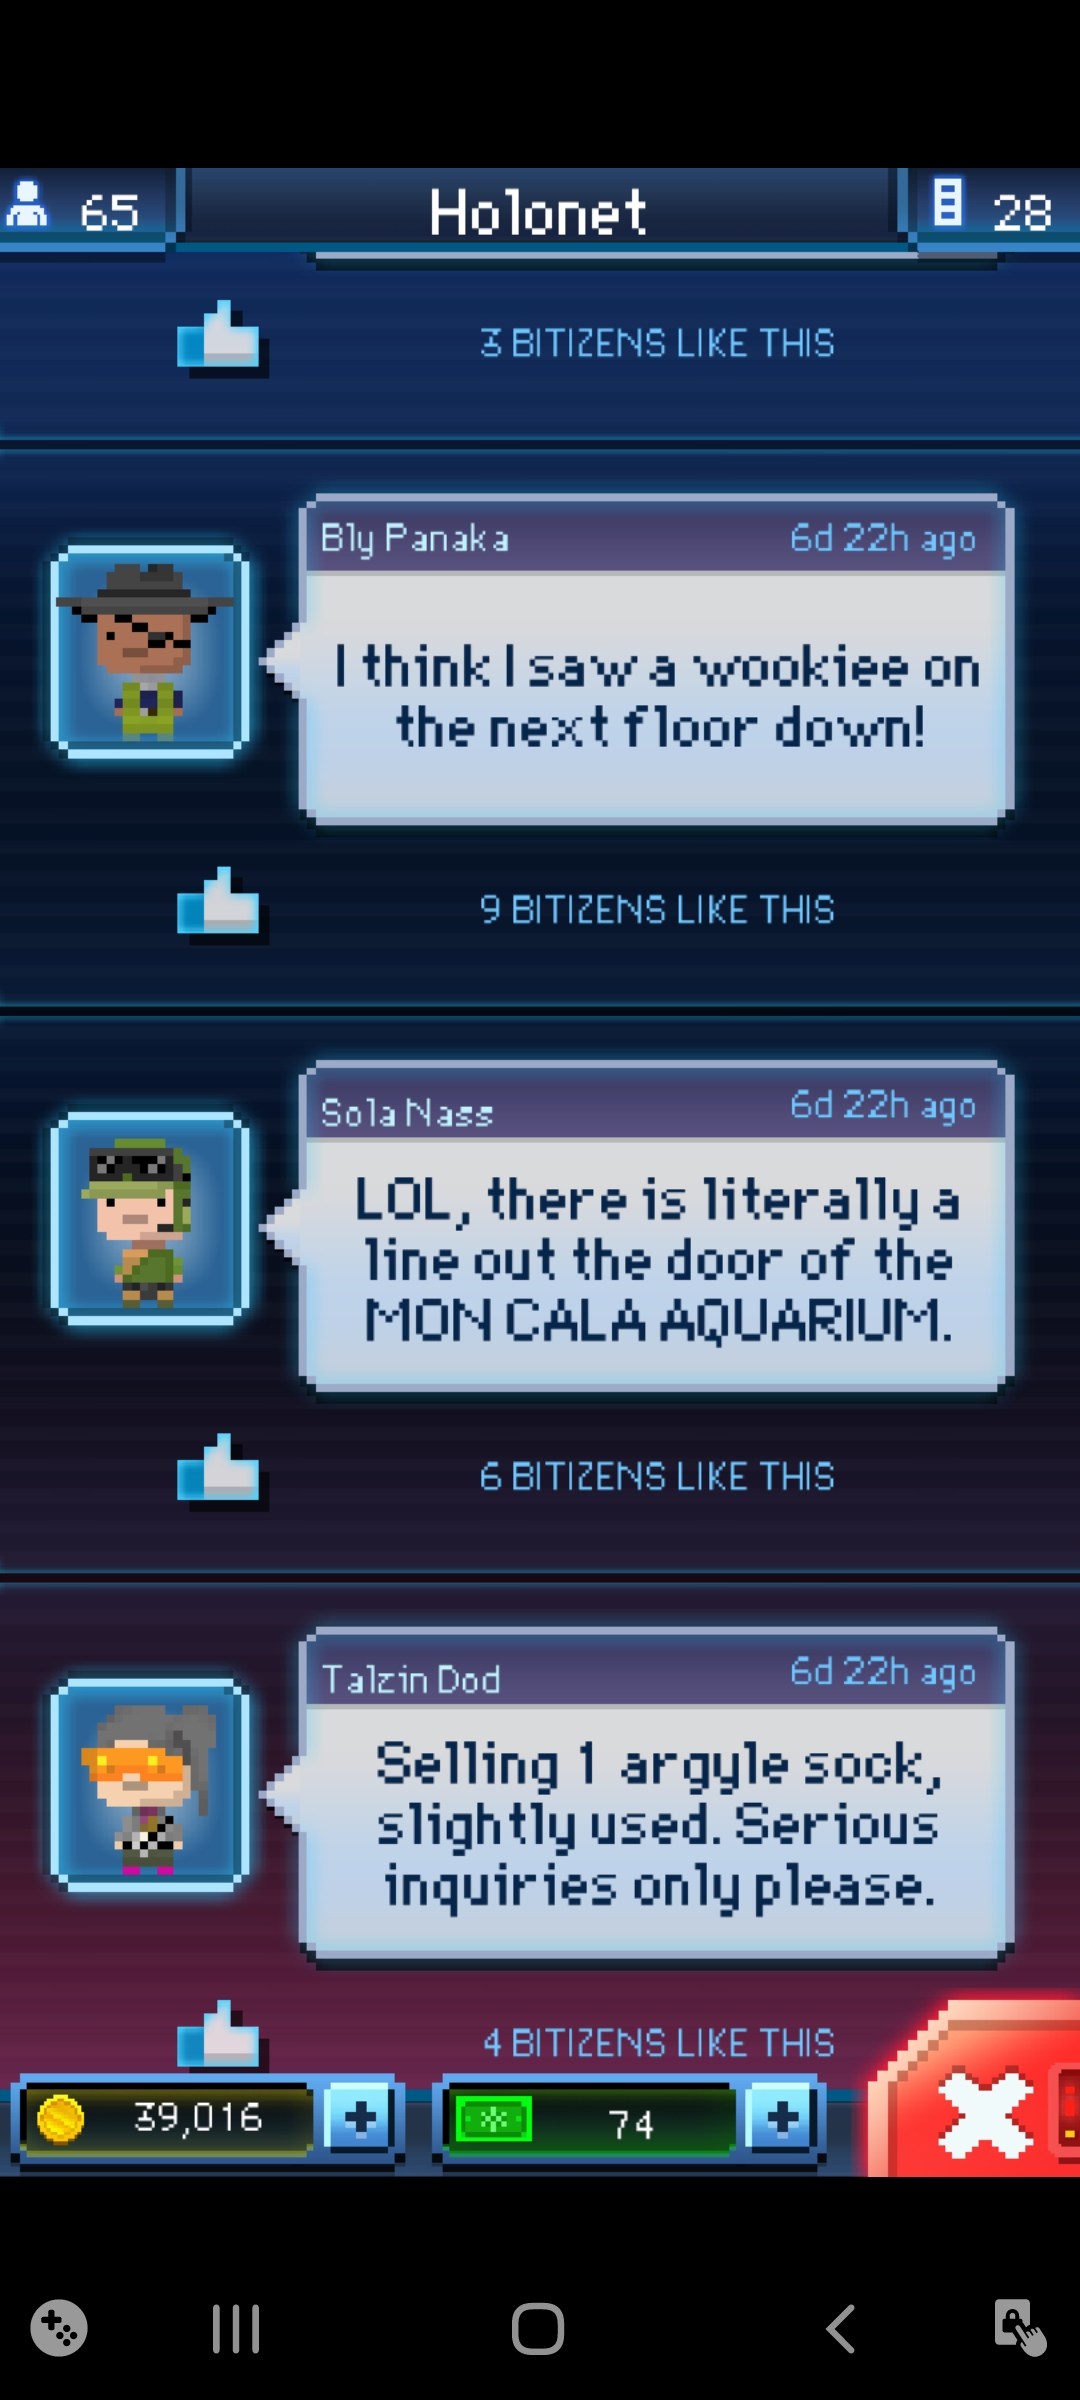 65
Holonet
28
3 BITIZENS LIKE THIS
Bly Panaka
6d 22h ago
I think I saw a wookiee on
the next floor down!
9 BITIZENS LIKE THIS
Sola Nass
6d 22h ago
LOL, there is literally a
line out the door of the
MON CALA AQUARIUM.
6 BITIZENS LIKE THIS
Talzin Dod
6d 22h ago
Selling 1 argyle sock,
slightly used. Serious
inquiries only please.
4 BITIZENS LIKE THIS
39,016
74